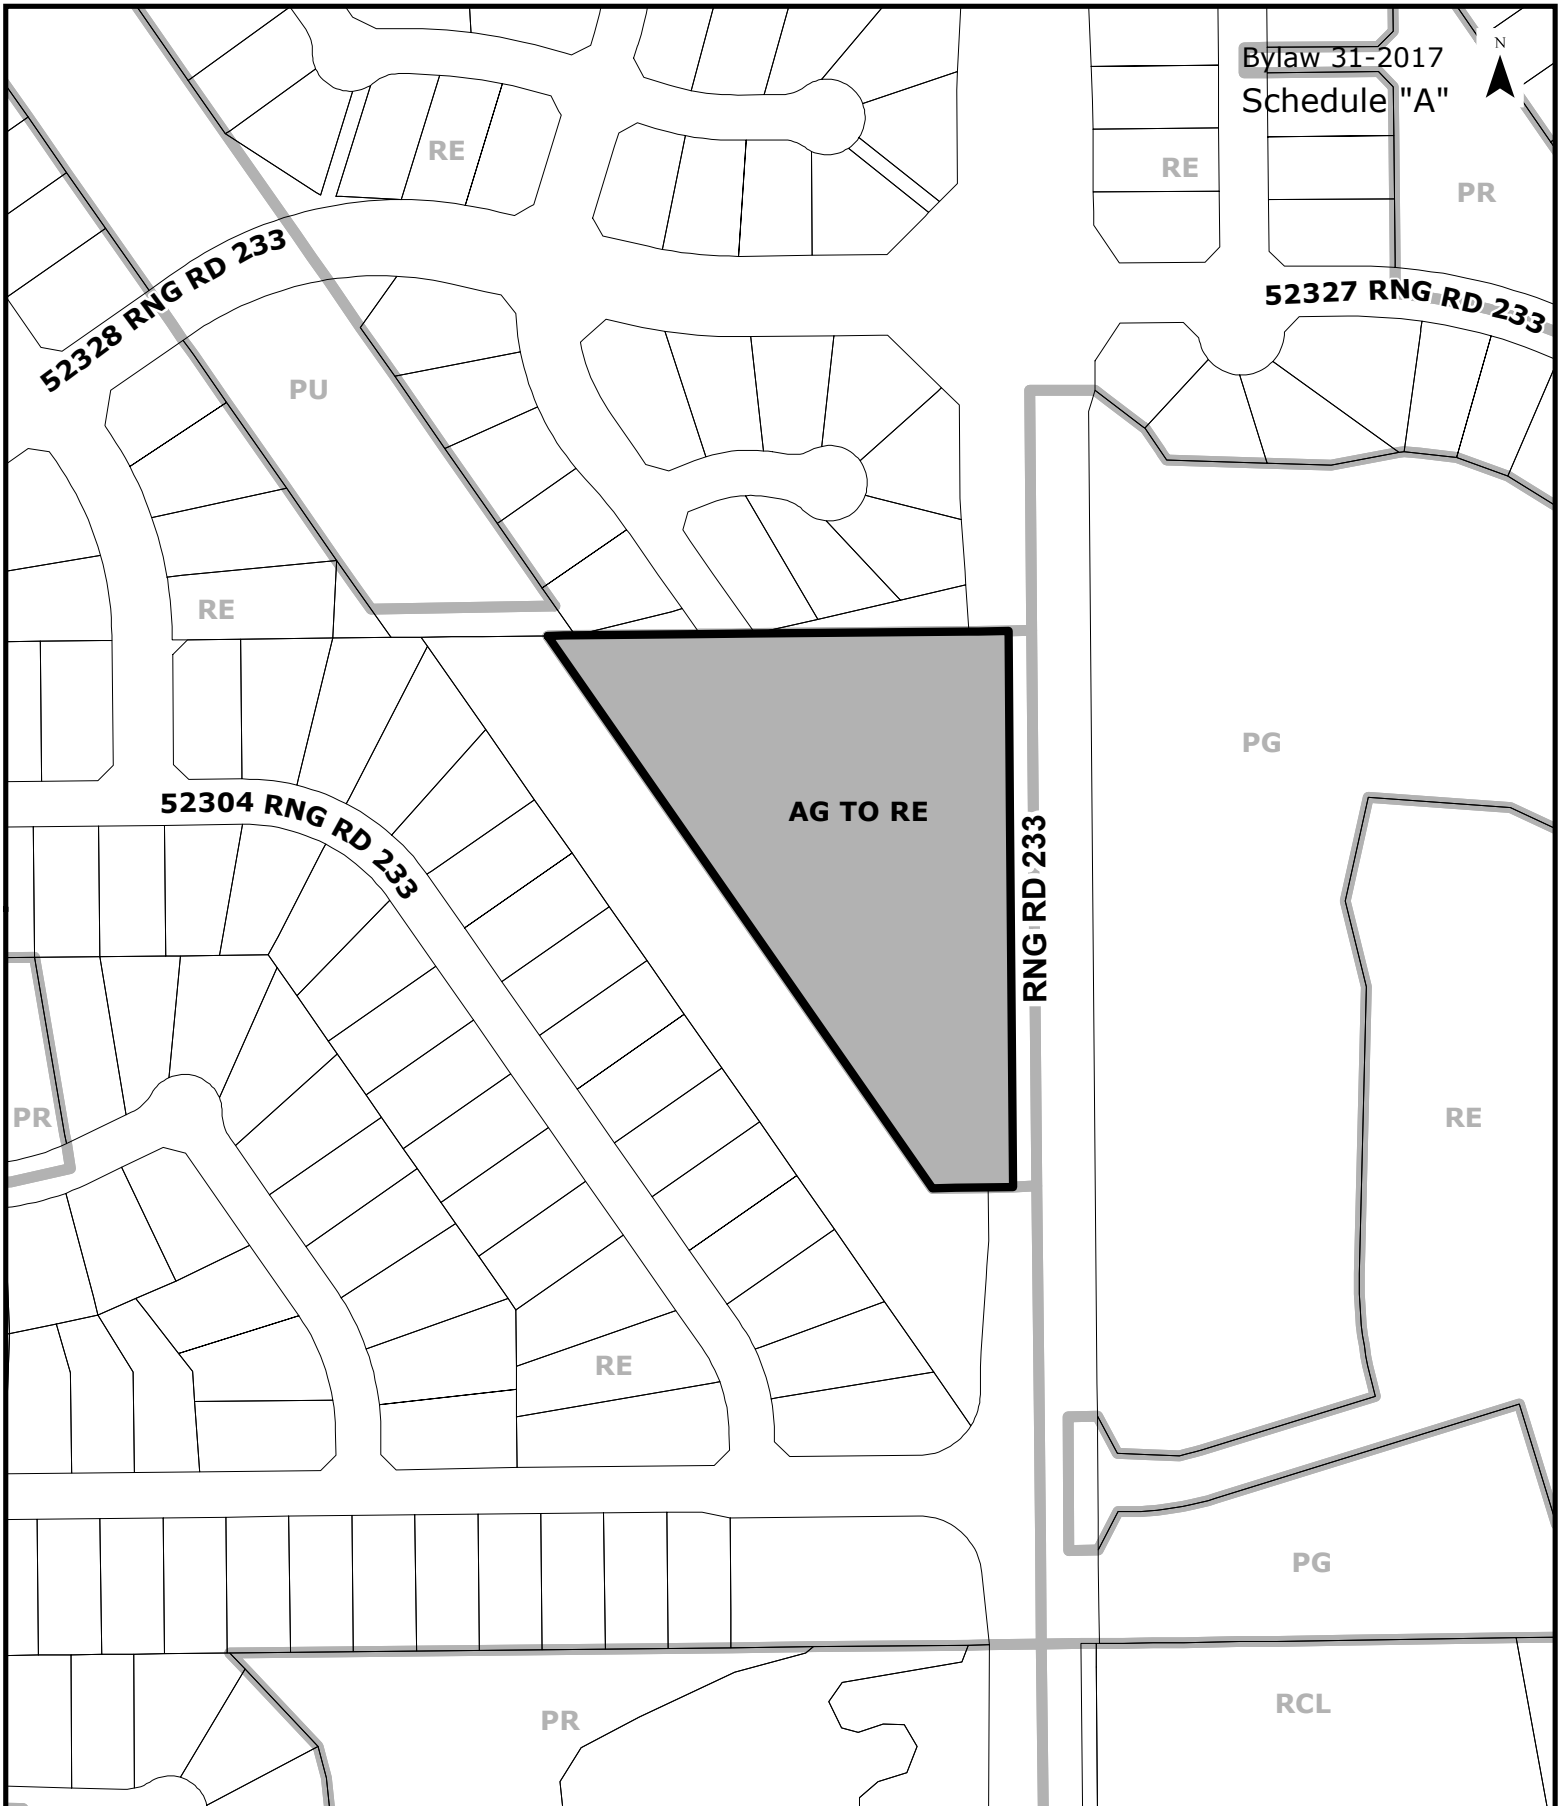 Bylaw 31-2017
Schedule "A"
N
RE
RE
PR
52328 RNG RD 233
52327 RNG RD 233
PU
RE
PG
52304 RNG RD 233
AG TO RE
RNG RD 233
PR
RE
RE
PG
PR
RCL